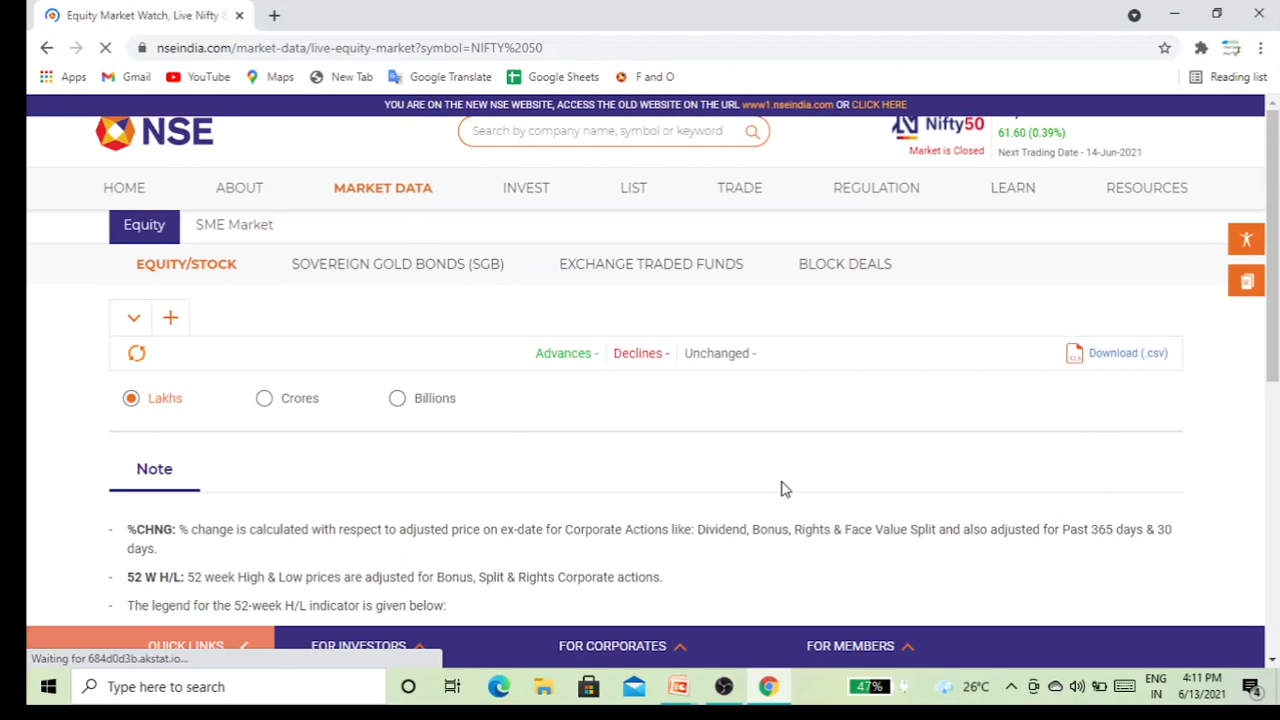 Equity Market Watch, Live Nifty
nseindia.com/market-data/live-equity-market?symbol=NIFTY%2050
Apps Gmail YouTube Maps New Tab Google Translate Google Sheets F and O Reading list
YOU ARE ON THE NEW NSE WEBSITE, ACCESS THE OLD WEBSITE ON THE URL www1.nseindia.com OR CLICK HERE
NSE Search by company name, symbol or keyword Nifty50 61.60 (0.39%)
Market is Closed Next Trading Date - 14-Jun-2021
HOME ABOUT MARKET DATA INVEST LIST TRADE REGULATION LEARN RESOURCES
Equity SME Market
EQUITY/STOCK SOVEREIGN GOLD BONDS (SGB) EXCHANGE TRADED FUNDS BLOCK DEALS
Advances - Declines - Unchanged - XLS Download (.csv)
Lakhs Crores Billions
Note
- %CHNG: % change is calculated with respect to adjusted price on ex-date for Corporate Actions like: Dividend, Bonus, Rights & Face Value Split and also adjusted for Past 365 days & 30
days.
- 52 W H/L: 52 week High & Low prices are adjusted for Bonus, Split & Rights Corporate actions.
- The legend for the 52-week H/L indicator is given below:
QUICK LINKS FOR INVESTORS FOR CORPORATES FOR MEMBERS
Waiting for 684d0d3b.akstat.io...
Type here to search 47% 26°C ENG 4:11 PM
IN 6/13/2021 4